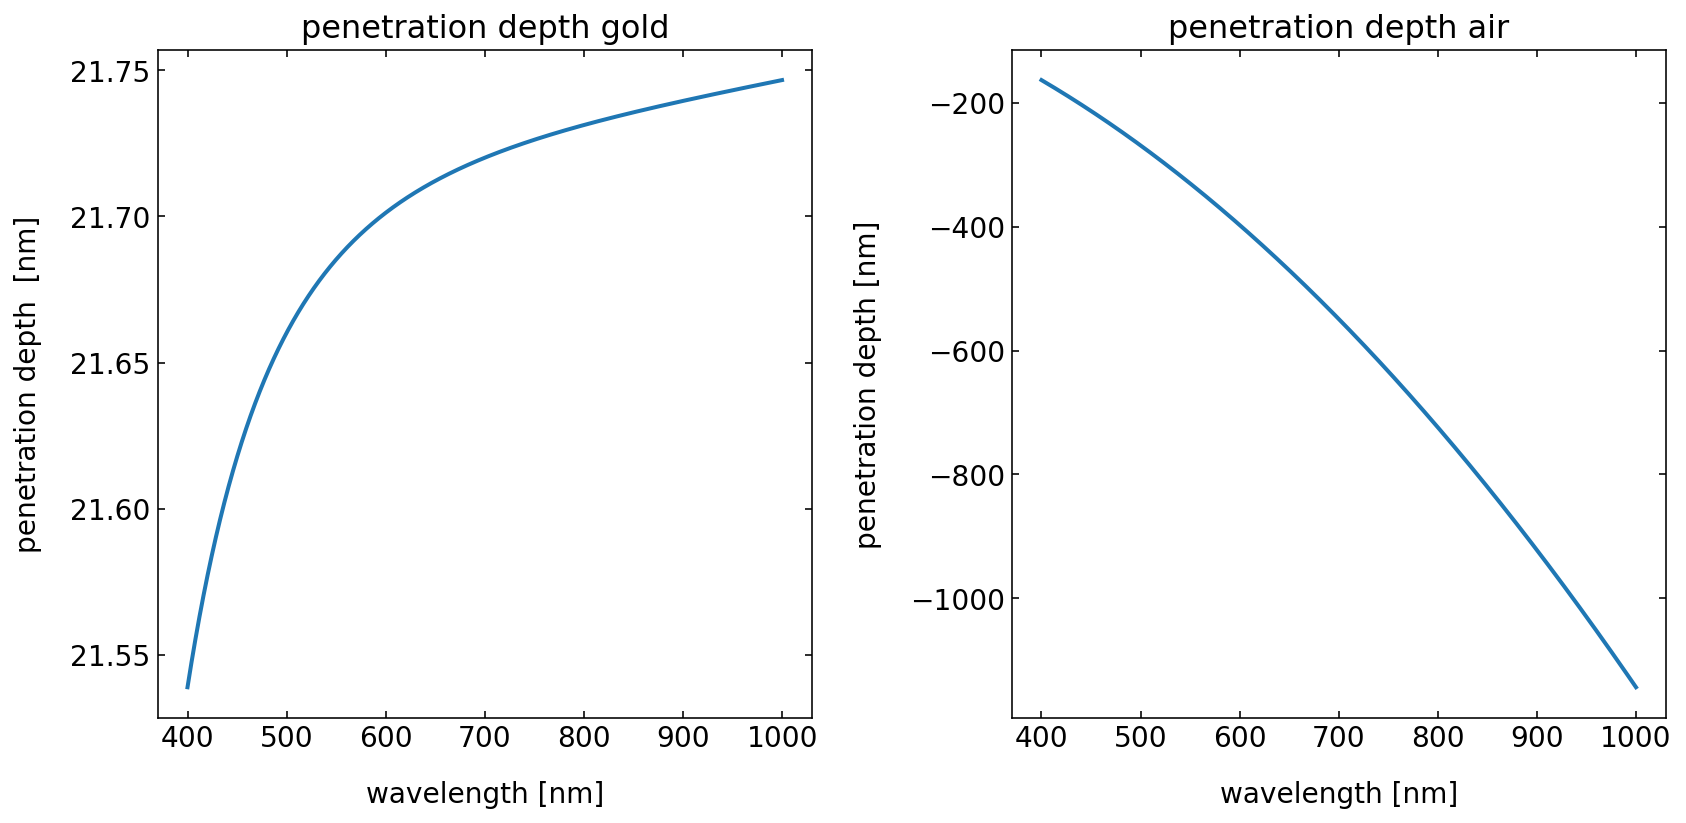 penetration depth gold
penetration depth [nm]
21.75
21.70
21.65
21.60
21.55
400 500 600 700 800 900 1000
wavelength [nm]
penetration depth air
penetration depth [nm]
−200
−400
−600
−800
−1000
400 500 600 700 800 900 1000
wavelength [nm]